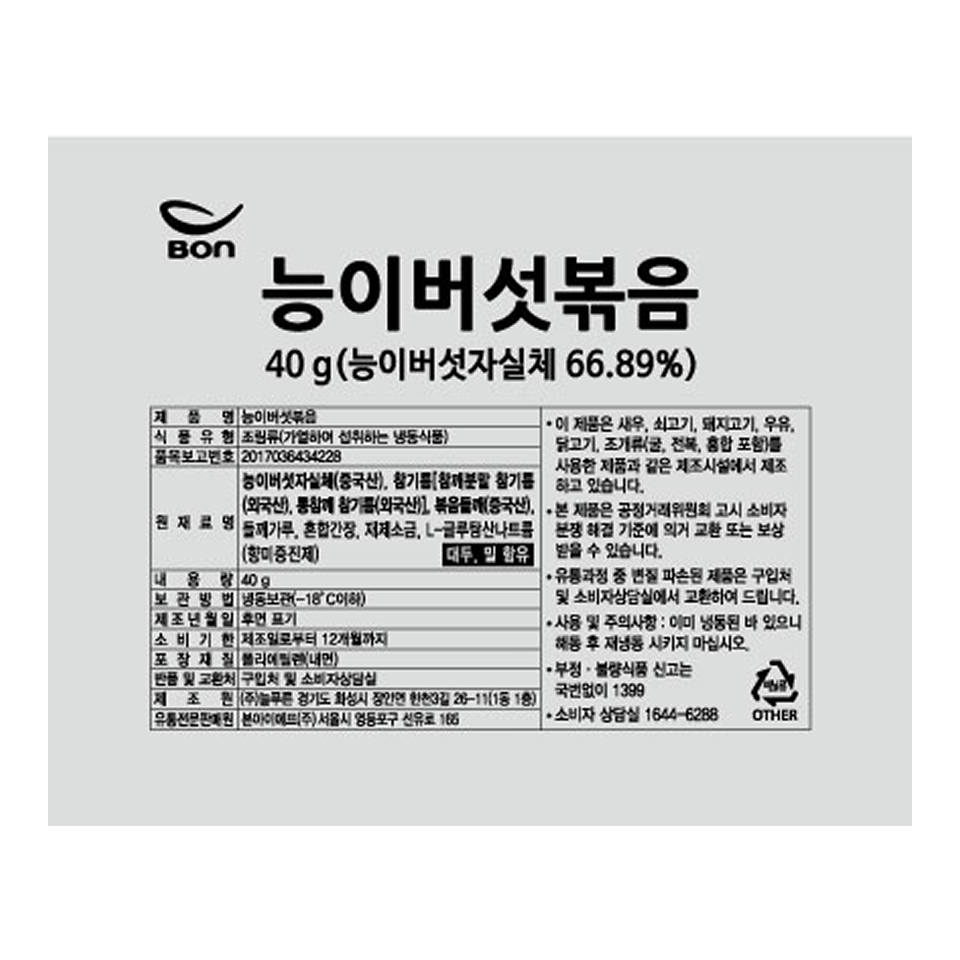 BON
능이버섯볶음
40 g(능이버섯자실체 66.89%)
제품명 능이버섯볶음
식품유형 조림류(가열하여 섭취하는 냉동식품)
품목보고번호 2017036434228
원재료명 능이버섯자실체(중국산), 참기름[참깨분말 참기름
(외국산), 통참깨 참기름(외국산)], 볶음들깨(중국산),
들깨가루, 혼합간장, 재제소금, L-글루탐산나트륨
(향미증진제) 대두, 밀 함유
내용량 40 g
보관방법 냉동보관(-18°C이하)
제조년월일 후면 표기
소비기한 제조일로부터 12개월까지
포장재질 폴리에틸렌(내면)
반품 및 교환처 구입처 및 소비자상담실
제조원 (주)늘푸른 경기도 화성시 장안면 한천3길 26-11(1동 1층)
유통전문판매원 본아이에프(주) 서울시 영등포구 선유로 165
• 이 제품은 새우, 쇠고기, 돼지고기, 우유,
닭고기, 조개류(굴, 전복, 홍합 포함)를
사용한 제품과 같은 제조시설에서 제조
하고 있습니다.
• 본 제품은 공정거래위원회 고시 소비자
분쟁 해결 기준에 의거 교환 또는 보상
받을 수 있습니다.
• 유통과정 중 변질 파손된 제품은 구입처
및 소비자상담실에서 교환하여 드립니다.
• 사용 및 주의사항 : 이미 냉동된 바 있으니
해동 후 재냉동 시키지 마십시오.
• 부정·불량식품 신고는
국번없이 1399
• 소비자 상담실 1644-6288
비닐류
OTHER